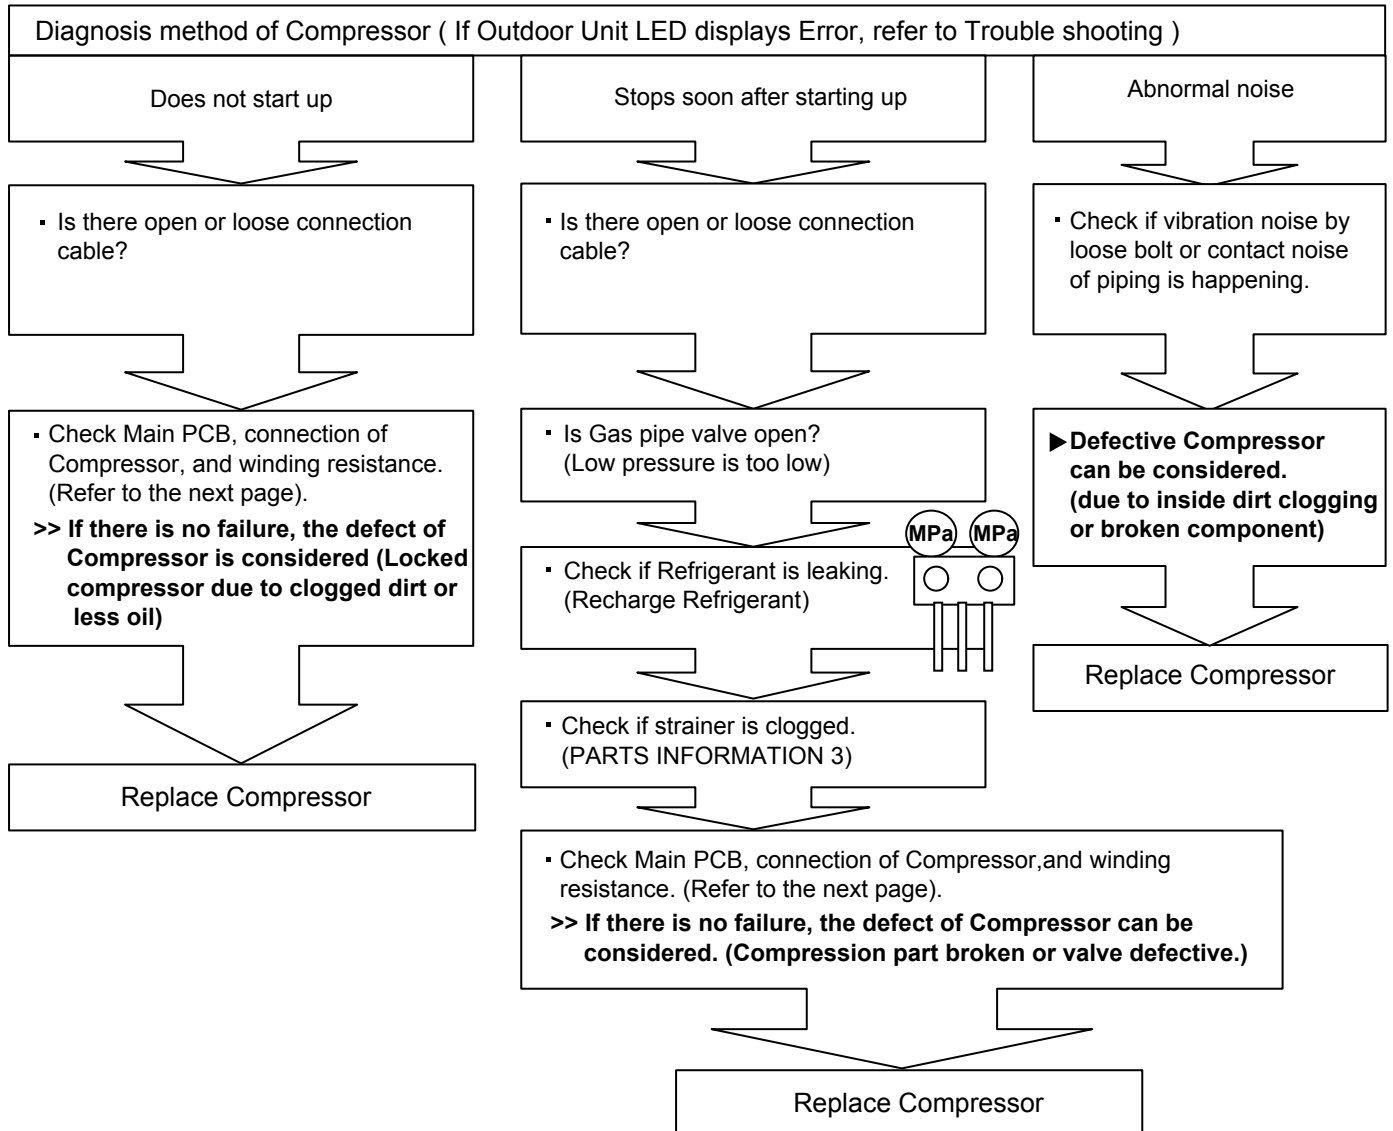 Diagnosis method of Compressor ( If Outdoor Unit LED displays Error, refer to Trouble shooting )
Does not start up
▪ Is there open or loose connection
cable?
▪ Check Main PCB, connection of
Compressor, and winding resistance.
(Refer to the next page).
>> If there is no failure, the defect of
Compressor is considered (Locked
compressor due to clogged dirt or
less oil)
Replace Compressor
Stops soon after starting up
▪ Is there open or loose connection
cable?
▪ Is Gas pipe valve open?
(Low pressure is too low)
▪ Check if Refrigerant is leaking.
(Recharge Refrigerant)
MPa MPa
▪ Check if strainer is clogged.
(PARTS INFORMATION 3)
▪ Check Main PCB, connection of Compressor,and winding
resistance. (Refer to the next page).
>> If there is no failure, the defect of Compressor can be
considered. (Compression part broken or valve defective.)
Replace Compressor
Abnormal noise
▪ Check if vibration noise by
loose bolt or contact noise
of piping is happening.
▶Defective Compressor
can be considered.
(due to inside dirt clogging
or broken component)
Replace Compressor